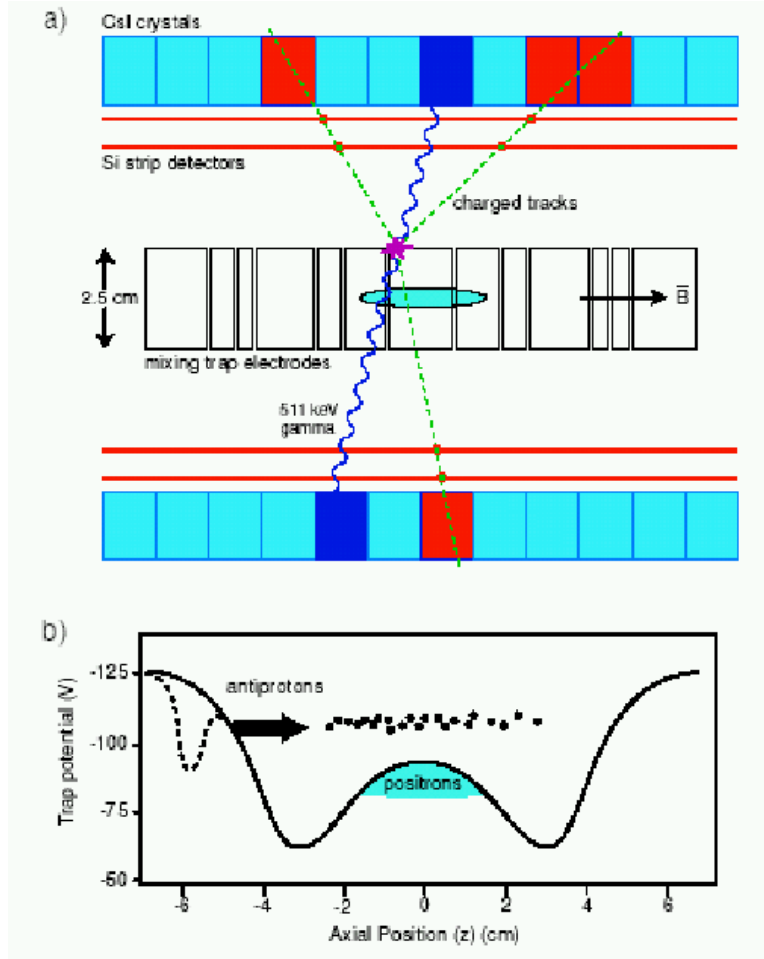 a)
CsI crystals
Si strip detectors
charged tracks
2.5 cm
B
mixing trap electrodes
511 keV
gamma
b)
Trap potential (V)
-125
-100
-75
-50
antiprotons
positrons
-6 -4 -2 0 2 4 6
Axial Position (z) (cm)